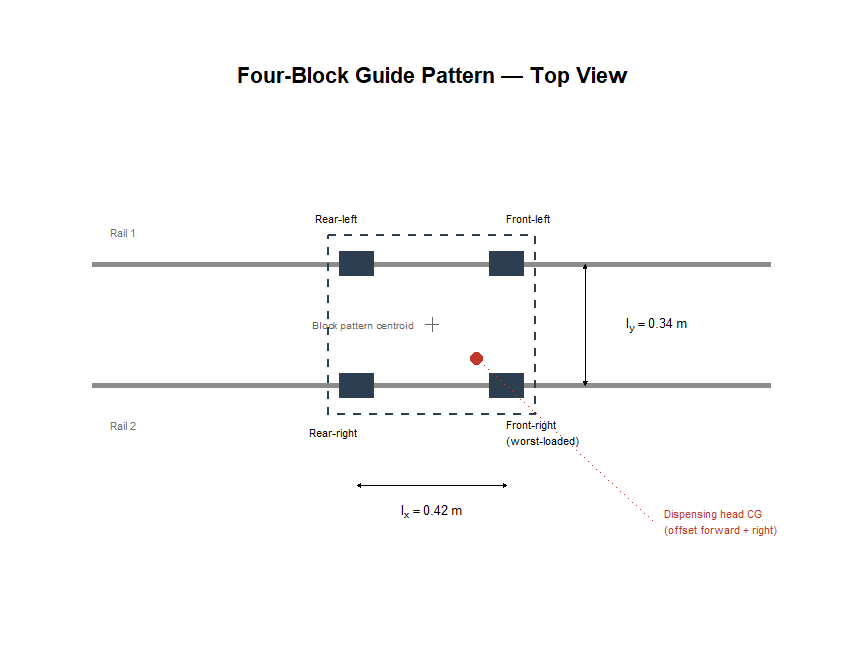 Four-Block Guide Pattern — Top View
Rear-left
Front-left
Rail 1
Block pattern centroid
ly = 0.34 m
Rail 2
Rear-right
Front-right
(worst-loaded)
lx = 0.42 m
Dispensing head CG
(offset forward + right)